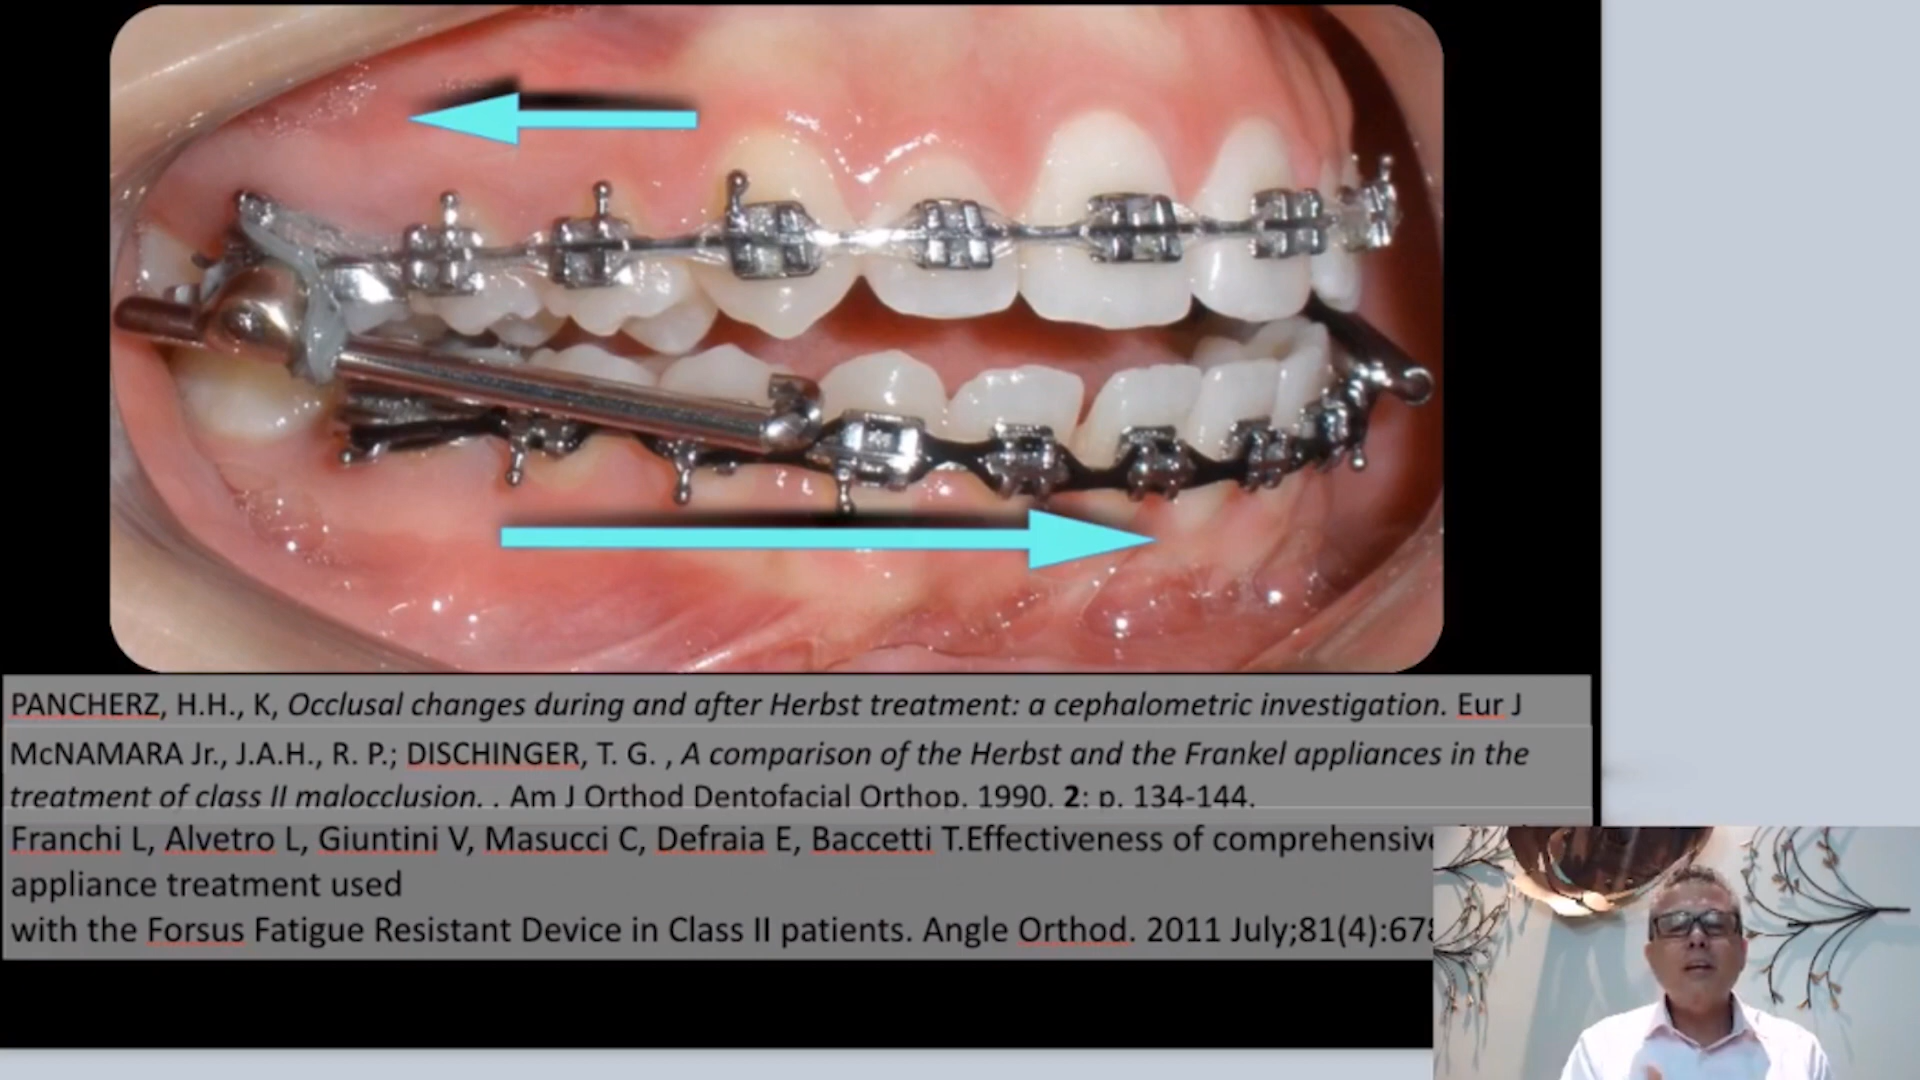 PANCHERZ, H.H., K, Occlusal changes during and after Herbst treatment: a cephalometric investigation. Eur J
McNAMARA Jr., J.A.H., R. P.; DISCHINGER, T. G. , A comparison of the Herbst and the Frankel appliances in the
treatment of class II malocclusion. . Am J Orthod Dentofacial Orthop. 1990. 2: p. 134-144.
Franchi L, Alvetro L, Giuntini V, Masucci C, Defraia E, Baccetti T.Effectiveness of comprehensive
appliance treatment used
with the Forsus Fatigue Resistant Device in Class II patients. Angle Orthod. 2011 July;81(4):678